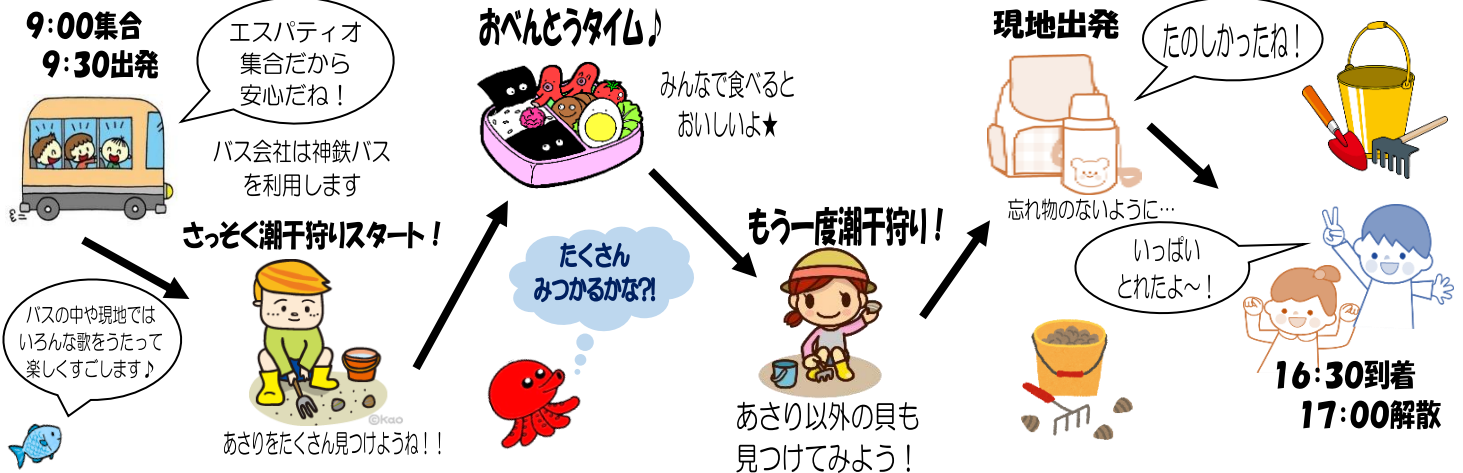 9:00集合
9:30出発
エスパティオ
集合だから
安心だね！
バス会社は神鉄バス
を利用します
バスの中や現地では
いろんな歌をうたって
楽しくすごします♪
さっそく潮干狩りスタート！
©Kao
あさりをたくさん見つけようね！！
おべんとうタイム♪
みんなで食べると
おいしいよ★
たくさん
みつかるかな?!
もう一度潮干狩り！
あさり以外の貝も
見つけてみよう！
現地出発
たのしかったね！
忘れ物のないように…
いっぱい
とれたよ～！
16:30到着
17:00解散